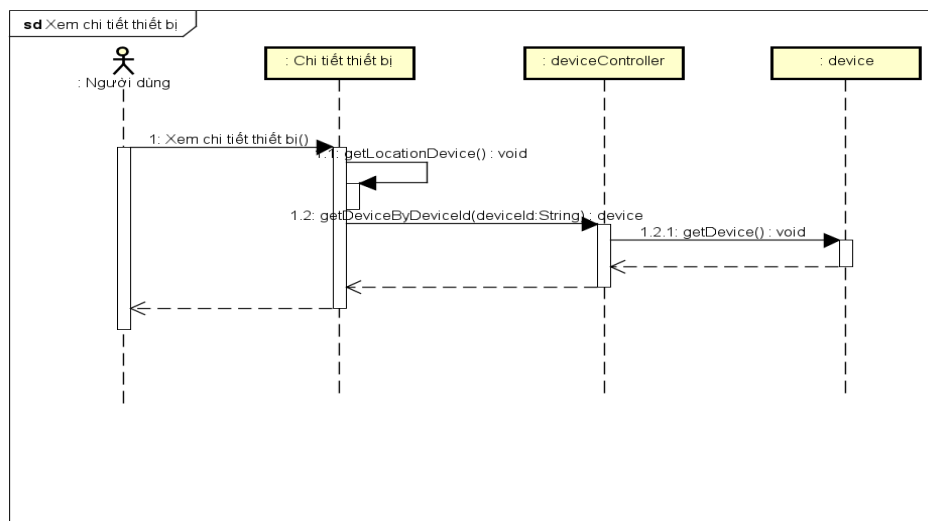 sd Xem chi tiết thiết bị
: Người dùng
: Chi tiết thiết bị
: deviceController
: device
1: Xem chi tiết thiết bị()
1.1: getLocationDevice() : void
1.2: getDeviceByDeviceId(deviceId:String) : device
1.2.1: getDevice() : void